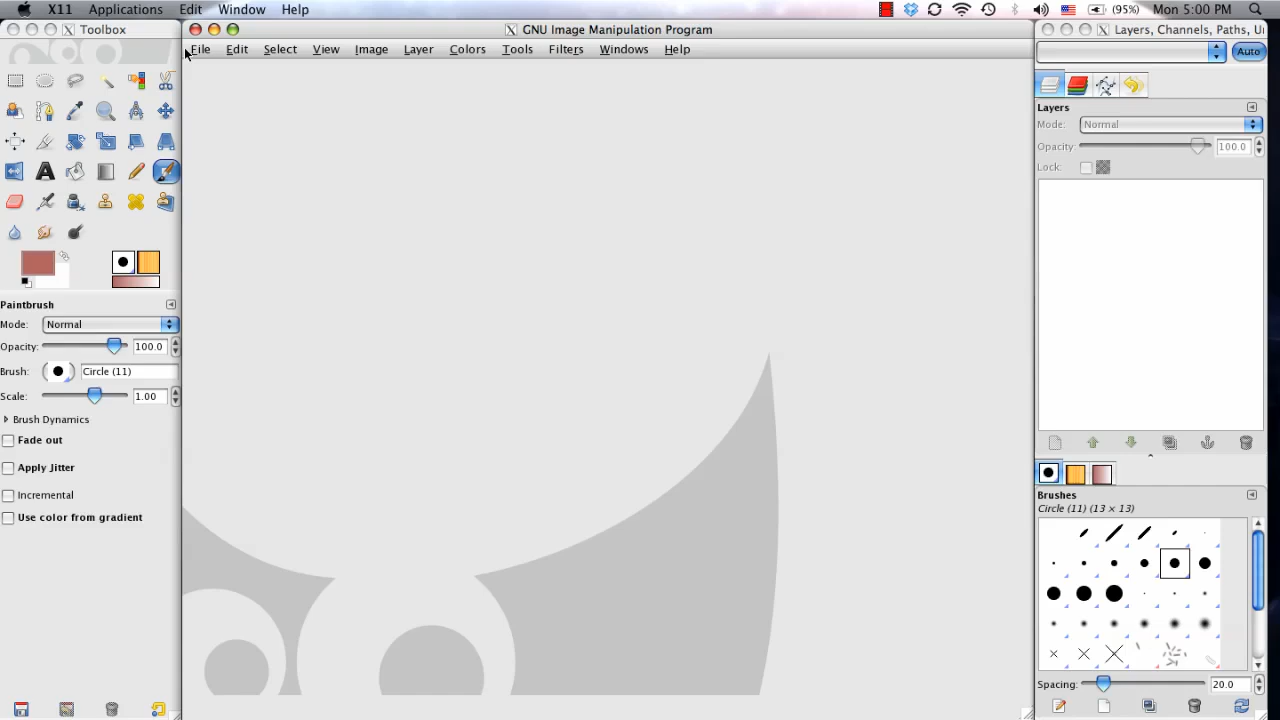 X11 Applications Edit Window Help (95%) Mon 5:00 PM
Toolbox
GNU Image Manipulation Program
Layers, Channels, Paths, Ur
File Edit Select View Image Layer Colors Tools Filters Windows Help
Auto
Layers
Mode: Normal
Opacity: 100.0
Lock:
Paintbrush
Mode: Normal
Opacity: 100.0
Brush: Circle (11)
Scale: 1.00
Brush Dynamics
Fade out
Apply Jitter
Incremental
Use color from gradient
Brushes
Circle (11) (13 × 13)
Spacing: 20.0